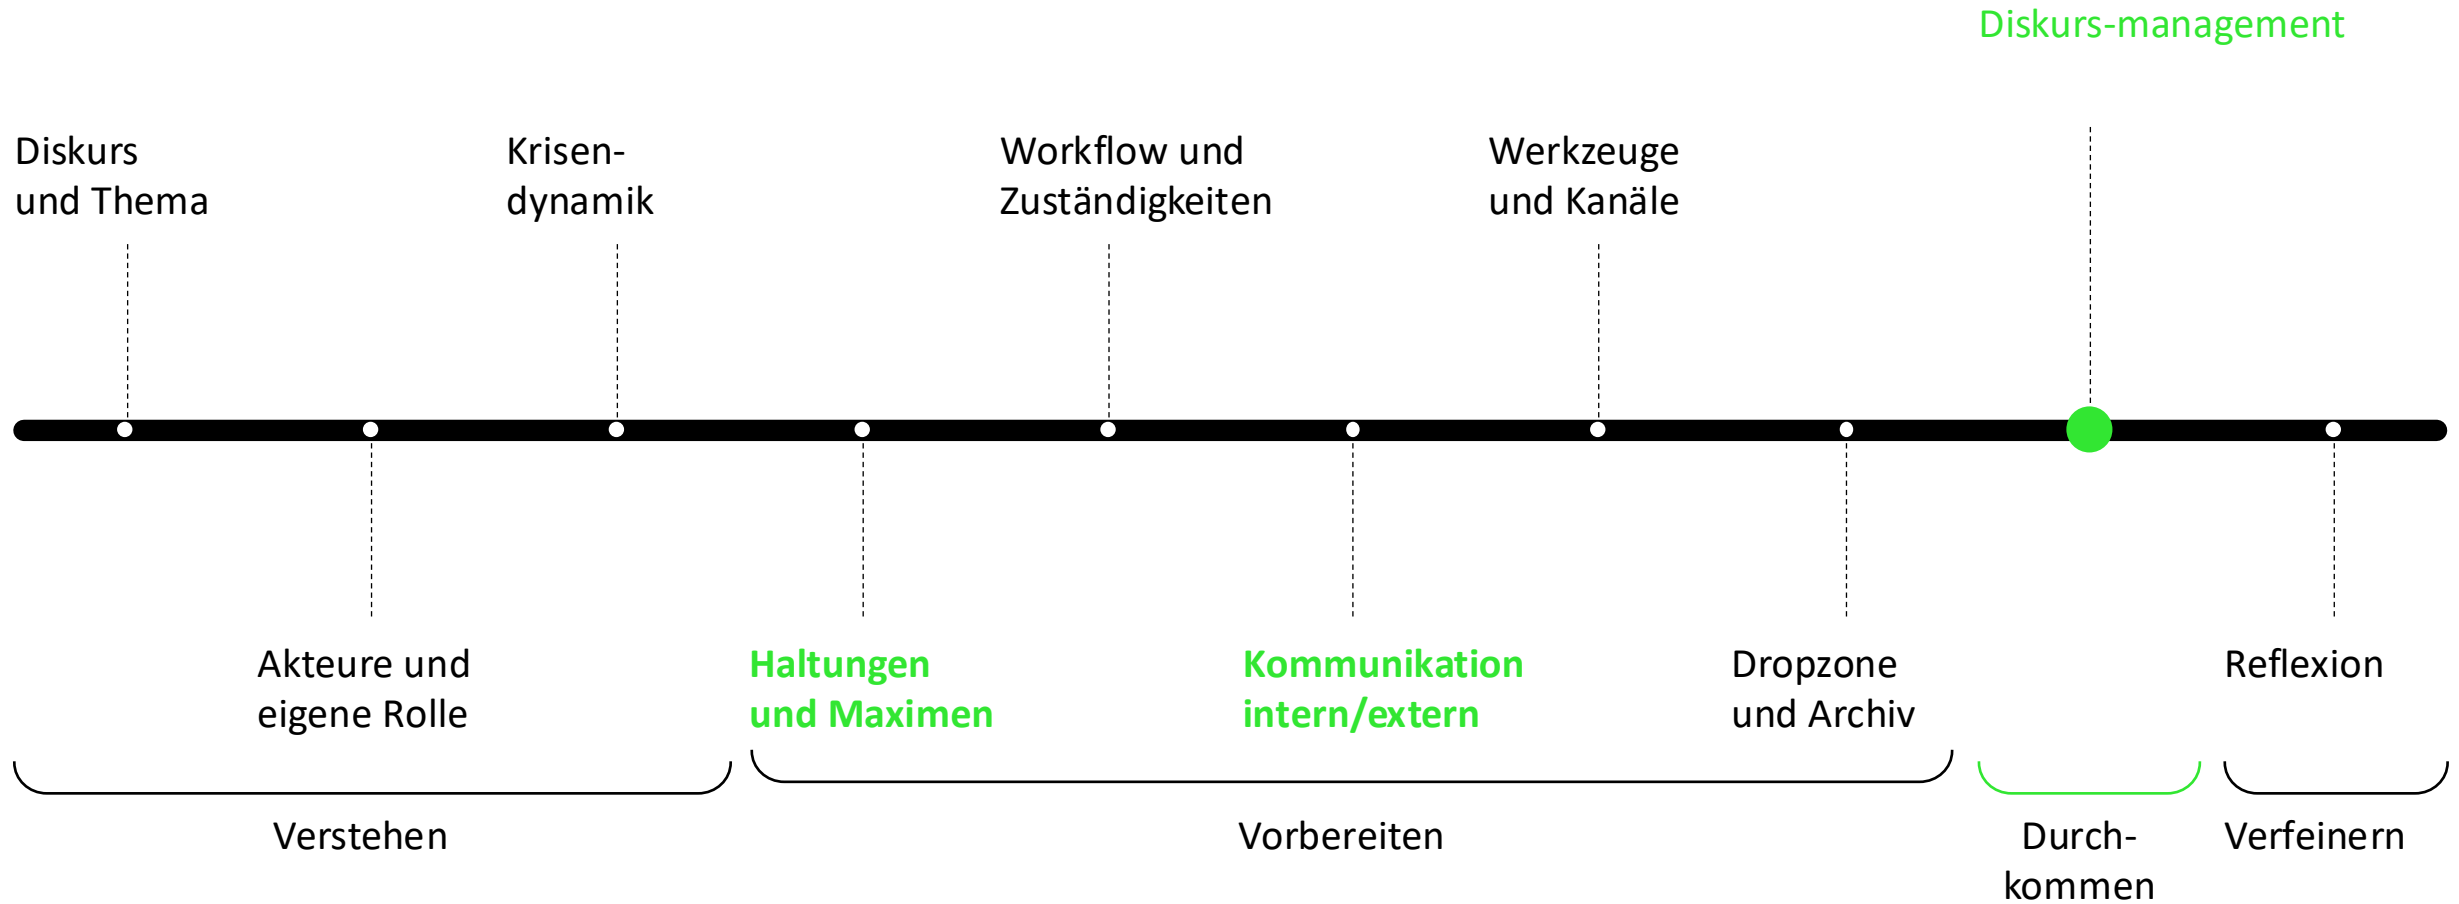 Diskurs-management
Diskurs
und Thema
Krisen-
dynamik
Workflow und
Zuständigkeiten
Werkzeuge
und Kanäle
Akteure und
eigene Rolle
Haltungen
und Maximen
Kommunikation
intern/extern
Dropzone
und Archiv
Reflexion
Verstehen
Vorbereiten
Durch-
kommen
Verfeinern